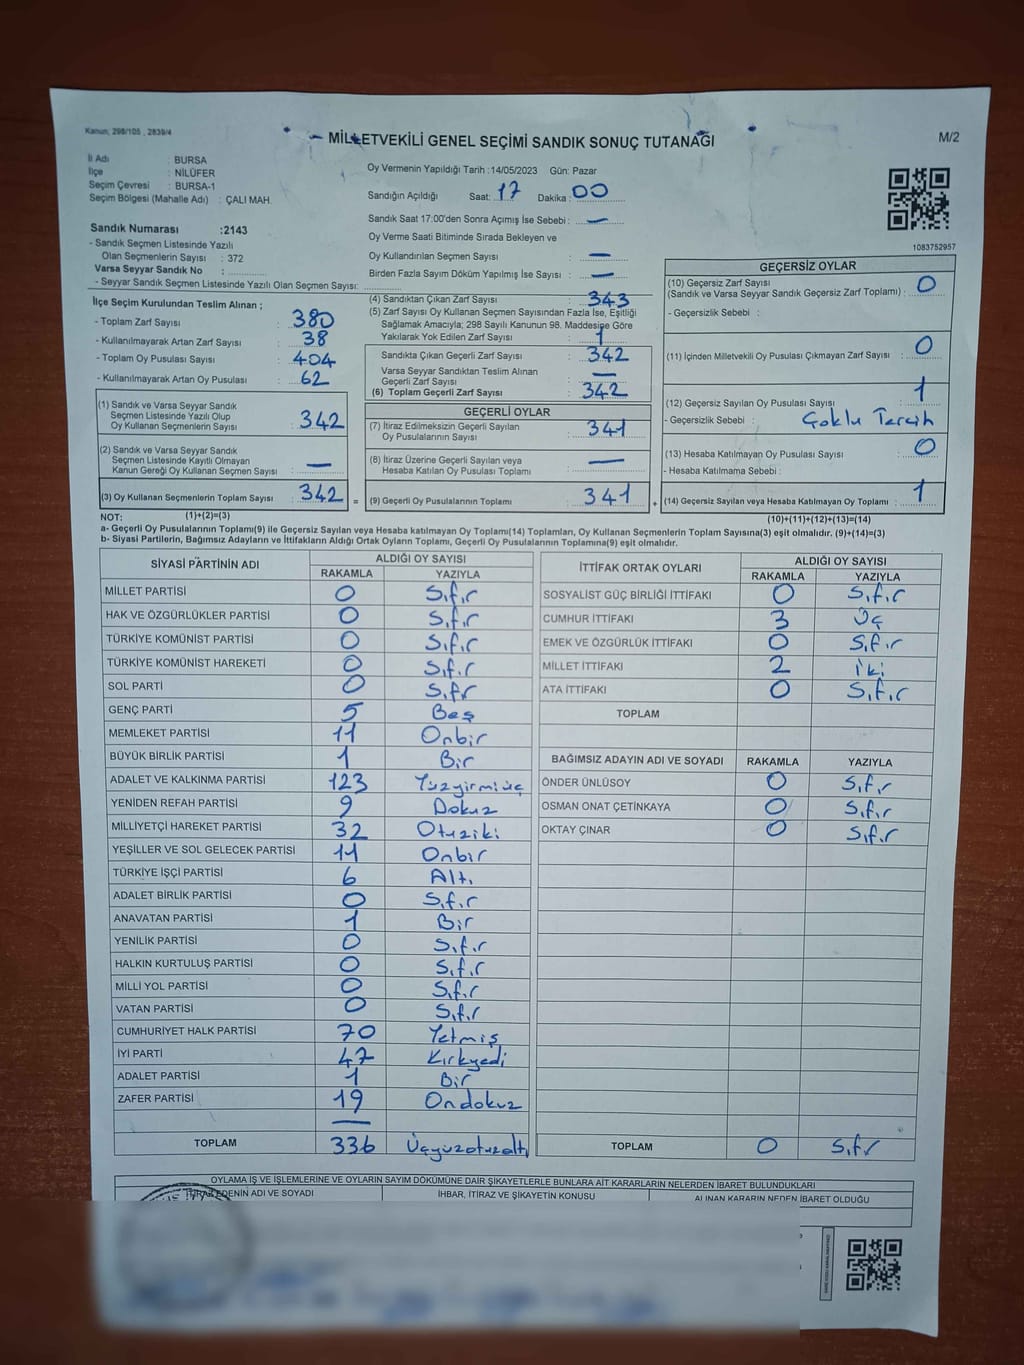 Kanun; 298/105 , 2839/4
MİLLETVEKİLİ GENEL SEÇİMİ SANDIK SONUÇ TUTANAĞI
M/2
İl Adı : BURSA
İlçe : NİLÜFER
Seçim Çevresi : BURSA-1
Seçim Bölgesi (Mahalle Adı) : ÇALI MAH.
Sandık Numarası :2143
- Sandık Seçmen Listesinde Yazılı
Olan Seçmenlerin Sayısı : 372
Varsa Seyyar Sandık No :
- Seyyar Sandık Seçmen Listesinde Yazılı Olan Seçmen Sayısı:
Oy Vermenin Yapıldığı Tarih :14/05/2023 Gün: Pazar
Sandığın Açıldığı Saat: 17 Dakika : 00
Sandık Saat 17:00'den Sonra Açımış İse Sebebi : —
Oy Verme Saati Bitiminde Sırada Bekleyen ve
Oy Kullandırılan Seçmen Sayısı : —
Birden Fazla Sayım Döküm Yapılmış İse Sayısı : —
1083752957
İlçe Seçim Kurulundan Teslim Alınan ;
- Toplam Zarf Sayısı : 380
- Kullanılmayarak Artan Zarf Sayısı : 38
- Toplam Oy Pusulası Sayısı : 404
- Kullanılmayarak Artan Oy Pusulası : 62
(1) Sandık ve Varsa Seyyar Sandık
Seçmen Listesinde Yazılı Olup
Oy Kullanan Seçmenlerin Sayısı : 342
(2) Sandık ve Varsa Seyyar Sandık
Seçmen Listesinde Kayıtlı Olmayan
Kanun Gereği Oy Kullanan Seçmen Sayısı : —
(3) Oy Kullanan Seçmenlerin Toplam Sayısı : 342 =
(1)+(2)=(3)
(4) Sandıktan Çıkan Zarf Sayısı : 343
(5) Zarf Sayısı Oy Kullanan Seçmen Sayısından Fazla İse, Eşitliği
Sağlamak Amacıyla; 298 Sayılı Kanunun 98. Maddesine Göre
Yakılarak Yok Edilen Zarf Sayısı : 1
Sandıkta Çıkan Geçerli Zarf Sayısı : 342
Varsa Seyyar Sandıktan Teslim Alınan
Geçerli Zarf Sayısı : —
(6) Toplam Geçerli Zarf Sayısı : 342
GEÇERLİ OYLAR
(7) İtiraz Edilmeksizin Geçerli Sayılan
Oy Pusulalarının Sayısı : 341
(8) İtiraz Üzerine Geçerli Sayılan veya
Hesaba Katılan Oy Pusulası Toplamı : —
(9) Geçerli Oy Pusulalarının Toplamı : 341 +
GEÇERSİZ OYLAR
(10) Geçersiz Zarf Sayısı
(Sandık ve Varsa Seyyar Sandık Geçersiz Zarf Toplamı) : 0
- Geçersizlik Sebebi :
(11) İçinden Milletvekili Oy Pusulası Çıkmayan Zarf Sayısı : 0
(12) Geçersiz Sayılan Oy Pusulası Sayısı : 1
- Geçersizlik Sebebi : Çoklu Tercih
(13) Hesaba Katılmayan Oy Pusulası Sayısı : 0
- Hesaba Katılmama Sebebi :
(14) Geçersiz Sayılan veya Hesaba Katılmayan Oy Toplamı : 1
(10)+(11)+(12)+(13)=(14)
NOT:
a- Geçerli Oy Pusulalarının Toplamı(9) ile Geçersiz Sayılan veya Hesaba katılmayan Oy Toplamı(14) Toplamları, Oy Kullanan Seçmenlerin Toplam Sayısına(3) eşit olmalıdır. (9)+(14)=(3)
b- Siyasi Partilerin, Bağımsız Adayların ve İttifakların Aldığı Ortak Oyların Toplamı, Geçerli Oy Pusulalarının Toplamına(9) eşit olmalıdır.
SİYASİ PARTİNİN ADI ALDIĞI OY SAYISI
RAKAMLA YAZIYLA
MİLLET PARTİSİ 0 Sıfır
HAK VE ÖZGÜRLÜKLER PARTİSİ 0 Sıfır
TÜRKİYE KOMÜNİST PARTİSİ 0 Sıfır
TÜRKİYE KOMÜNİST HAREKETİ 0 Sıfır
SOL PARTİ 0 Sıfır
GENÇ PARTİ 5 Beş
MEMLEKET PARTİSİ 11 Onbir
BÜYÜK BİRLİK PARTİSİ 1 Bir
ADALET VE KALKINMA PARTİSİ 123 Yüzyirmiüç
YENİDEN REFAH PARTİSİ 9 Dokuz
MİLLİYETÇİ HAREKET PARTİSİ 32 Otuziki
YEŞİLLER VE SOL GELECEK PARTİSİ 11 Onbir
TÜRKİYE İŞÇİ PARTİSİ 6 Altı
ADALET BİRLİK PARTİSİ 0 Sıfır
ANAVATAN PARTİSİ 1 Bir
YENİLİK PARTİSİ 0 Sıfır
HALKIN KURTULUŞ PARTİSİ 0 Sıfır
MİLLİ YOL PARTİSİ 0 Sıfır
VATAN PARTİSİ 0 Sıfır
CUMHURİYET HALK PARTİSİ 70 Yetmiş
İYİ PARTİ 47 Kırkyedi
ADALET PARTİSİ 1 Bir
ZAFER PARTİSİ 19 Ondokuz
—
TOPLAM 336 Üçyüzotuzaltı
İTTİFAK ORTAK OYLARI ALDIĞI OY SAYISI
RAKAMLA YAZIYLA
SOSYALİST GÜÇ BİRLİĞİ İTTİFAKI 0 Sıfır
CUMHUR İTTİFAKI 3 Üç
EMEK VE ÖZGÜRLÜK İTTİFAKI 0 Sıfır
MİLLET İTTİFAKI 2 İki
ATA İTTİFAKI 0 Sıfır
TOPLAM
BAĞIMSIZ ADAYIN ADI VE SOYADI RAKAMLA YAZIYLA
ÖNDER ÜNLÜSOY 0 Sıfır
OSMAN ONAT ÇETİNKAYA 0 Sıfır
OKTAY ÇINAR 0 Sıfır
TOPLAM 0 Sıfır
OYLAMA İŞ VE İŞLEMLERİNE VE OYLARIN SAYIM DÖKÜMÜNE DAİR ŞİKAYETLERLE BUNLARA AİT KARARLARIN NELERDEN İBARET BULUNDUKLARI
İTİRAZ EDENİN ADI VE SOYADI İHBAR, İTİRAZ VE ŞİKAYETİN KONUSU ALINAN KARARIN NEDEN İBARET OLDUĞU